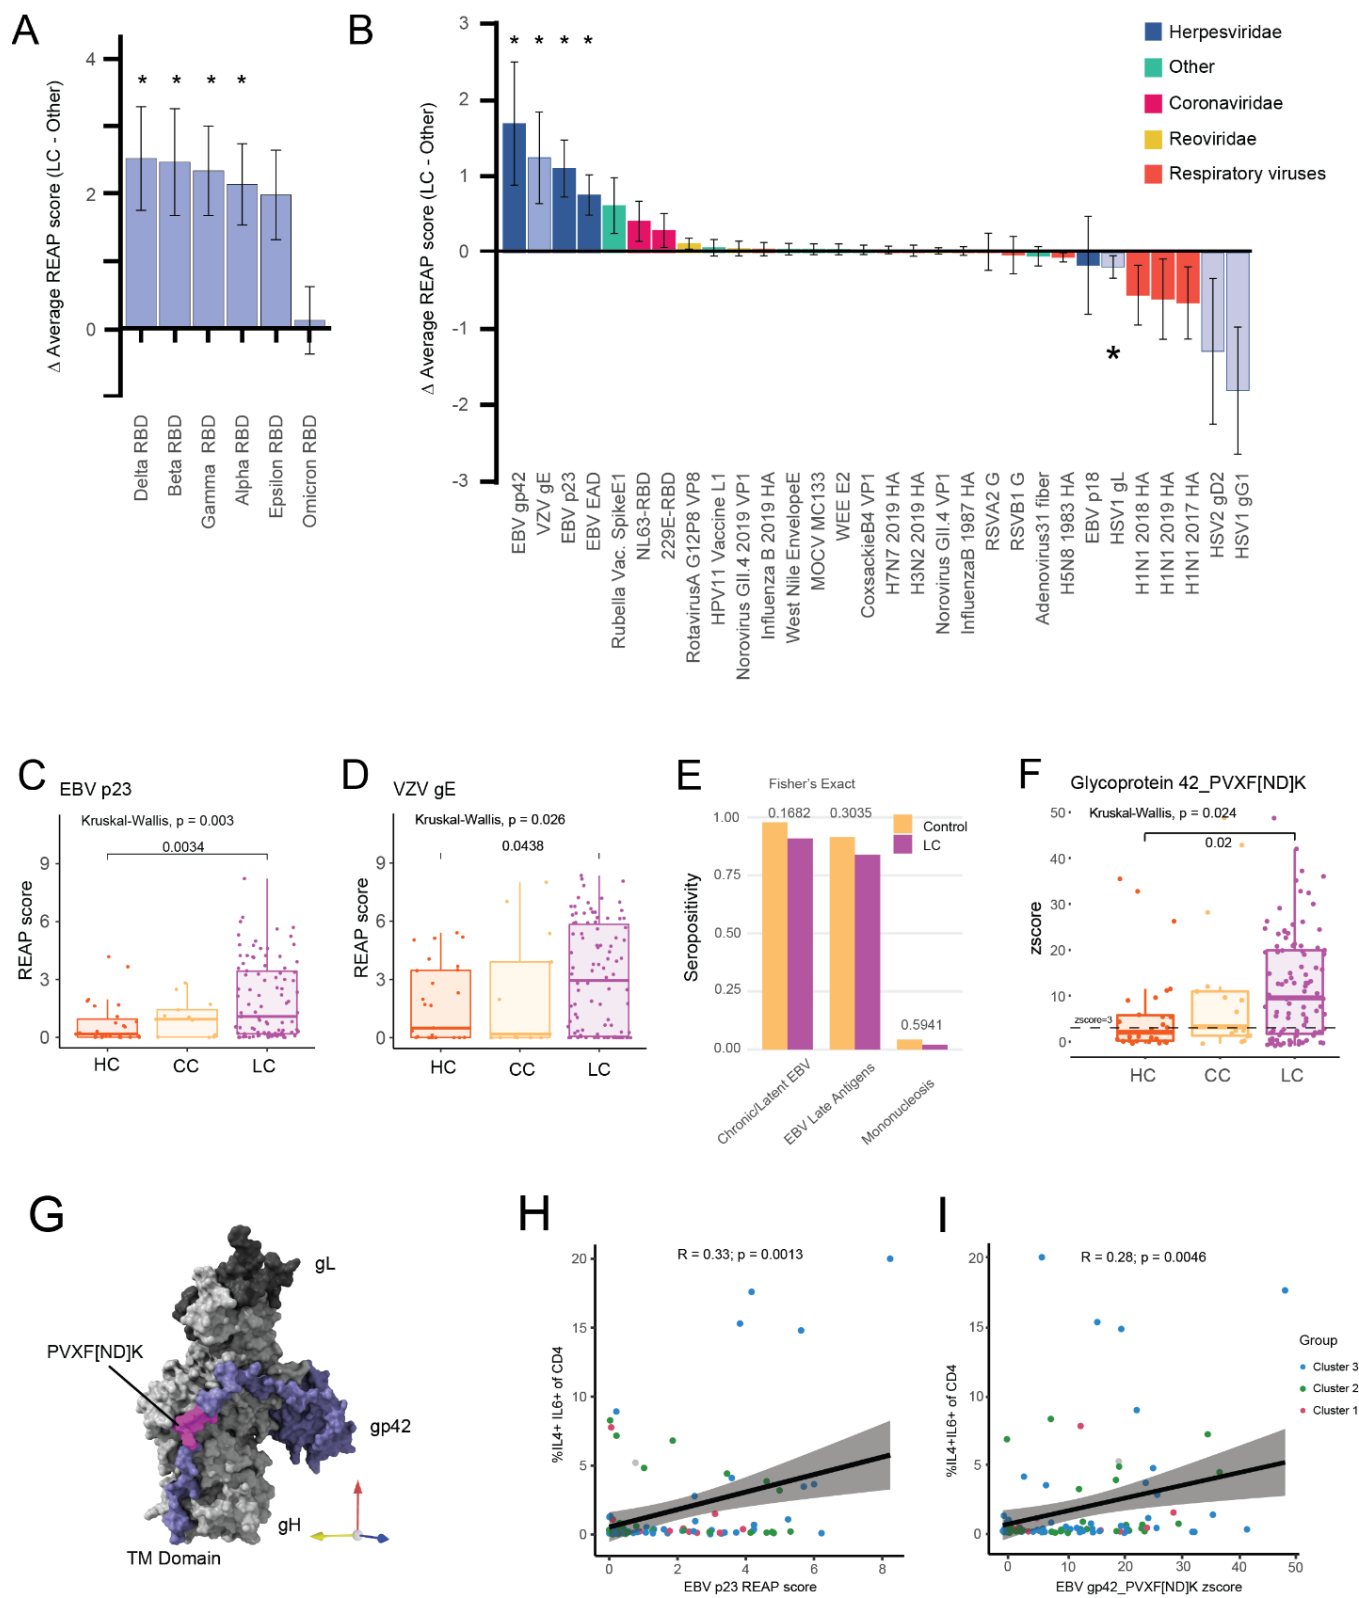 A
Δ Average REAP score (LC - Other)
4
2
0
* * * *
Delta RBD
Beta RBD
Gamma RBD
Alpha RBD
Epsilon RBD
Omicron RBD
B
Δ Average REAP score (LC - Other)
3
2
1
0
-1
-2
-3
* * * *
*
Herpesviridae
Other
Coronaviridae
Reoviridae
Respiratory viruses
EBV gp42
VZV gE
EBV p23
EBV EAD
Rubella Vac. SpikeE1
NL63-RBD
229E-RBD
RotavirusA G12P8 VP8
HPV11 Vaccine L1
Norovirus GII.4 2019 VP1
Influenza B 2019 HA
West Nile EnvelopeE
MOCV MC133
WEE E2
CoxsackieB4 VP1
H7N7 2019 HA
H3N2 2019 HA
Norovirus GII.4 VP1
InfluenzaB 1987 HA
RSVA2 G
RSVB1 G
Adenovirus31 fiber
H5N8 1983 HA
EBV p18
HSV1 gL
H1N1 2018 HA
H1N1 2019 HA
H1N1 2017 HA
HSV2 gD2
HSV1 gG1
C
EBV p23
Kruskal-Wallis, p = 0.003
0.0034
REAP score
9
6
3
0
HC
CC
LC
D
VZV gE
Kruskal-Wallis, p = 0.026
0.0438
REAP score
9
6
3
0
HC
CC
LC
E
Fisher's Exact
0.1682
0.3035
0.5941
Control
LC
Seropositivity
1.00
0.75
0.50
0.25
0.00
Chronic/Latent EBV
EBV Late Antigens
Mononucleosis
F
Glycoprotein 42_PVXF[ND]K
Kruskal-Wallis, p = 0.024
0.02
zscore
50
40
30
20
10
0
zscore=3
HC
CC
LC
G
gL
PVXF[ND]K
gp42
gH
TM Domain
H
R = 0.33; p = 0.0013
%IL4+ IL6+ of CD4
20
15
10
5
0
0
2
4
6
8
EBV p23 REAP score
I
R = 0.28; p = 0.0046
%IL4+IL6+ of CD4
20
15
10
5
0
0
10
20
30
40
50
EBV gp42_PVXF[ND]K zscore
Group
Cluster 3
Cluster 2
Cluster 1